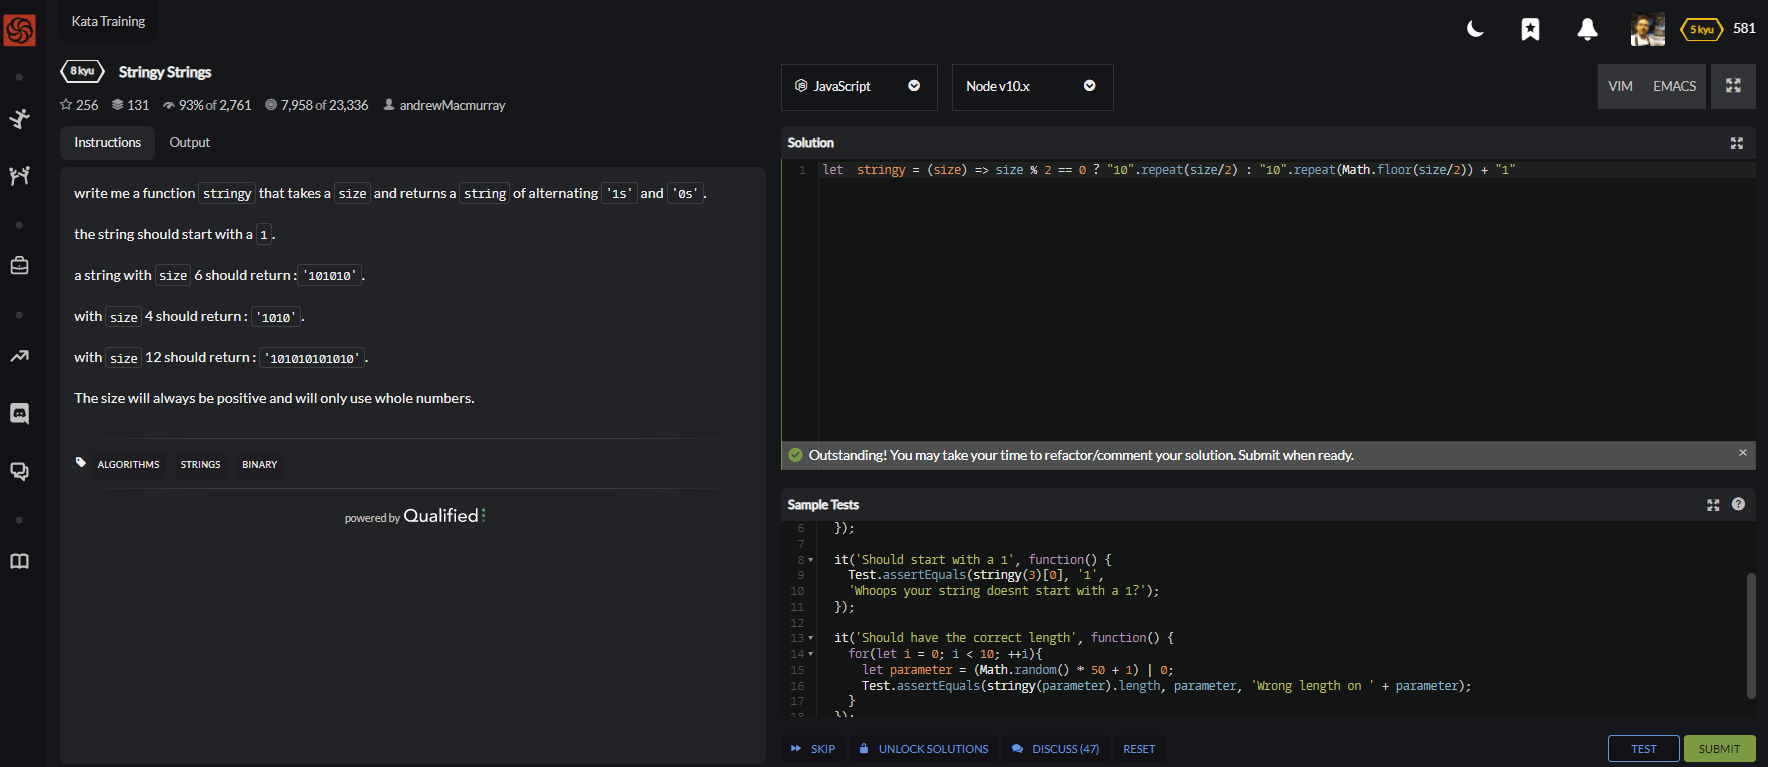 Kata Training
5 kyu 581
8 kyu Stringy Strings
256 131 93% of 2,761 7,958 of 23,336 andrewMacmurray
Instructions Output
write me a function stringy that takes a size and returns a string of alternating '1s' and '0s'.
the string should start with a 1.
a string with size 6 should return :'101010'.
with size 4 should return : '1010'.
with size 12 should return : '101010101010'.
The size will always be positive and will only use whole numbers.
ALGORITHMS STRINGS BINARY
powered by Qualified
JavaScript Node v10.x VIM EMACS
Solution
1 let  stringy = (size) => size % 2 == 0 ? "10".repeat(size/2) : "10".repeat(Math.floor(size/2)) + "1"
Outstanding! You may take your time to refactor/comment your solution. Submit when ready. ×
Sample Tests
6 });
7
8 it('Should start with a 1', function() {
9 Test.assertEquals(stringy(3)[0], '1',
10 'Whoops your string doesnt start with a 1?');
11 });
12
13 it('Should have the correct length', function() {
14 for(let i = 0; i < 10; ++i){
15 let parameter = (Math.random() * 50 + 1) | 0;
16 Test.assertEquals(stringy(parameter).length, parameter, 'Wrong length on ' + parameter);
17 }
18 });
SKIP UNLOCK SOLUTIONS DISCUSS (47) RESET TEST SUBMIT